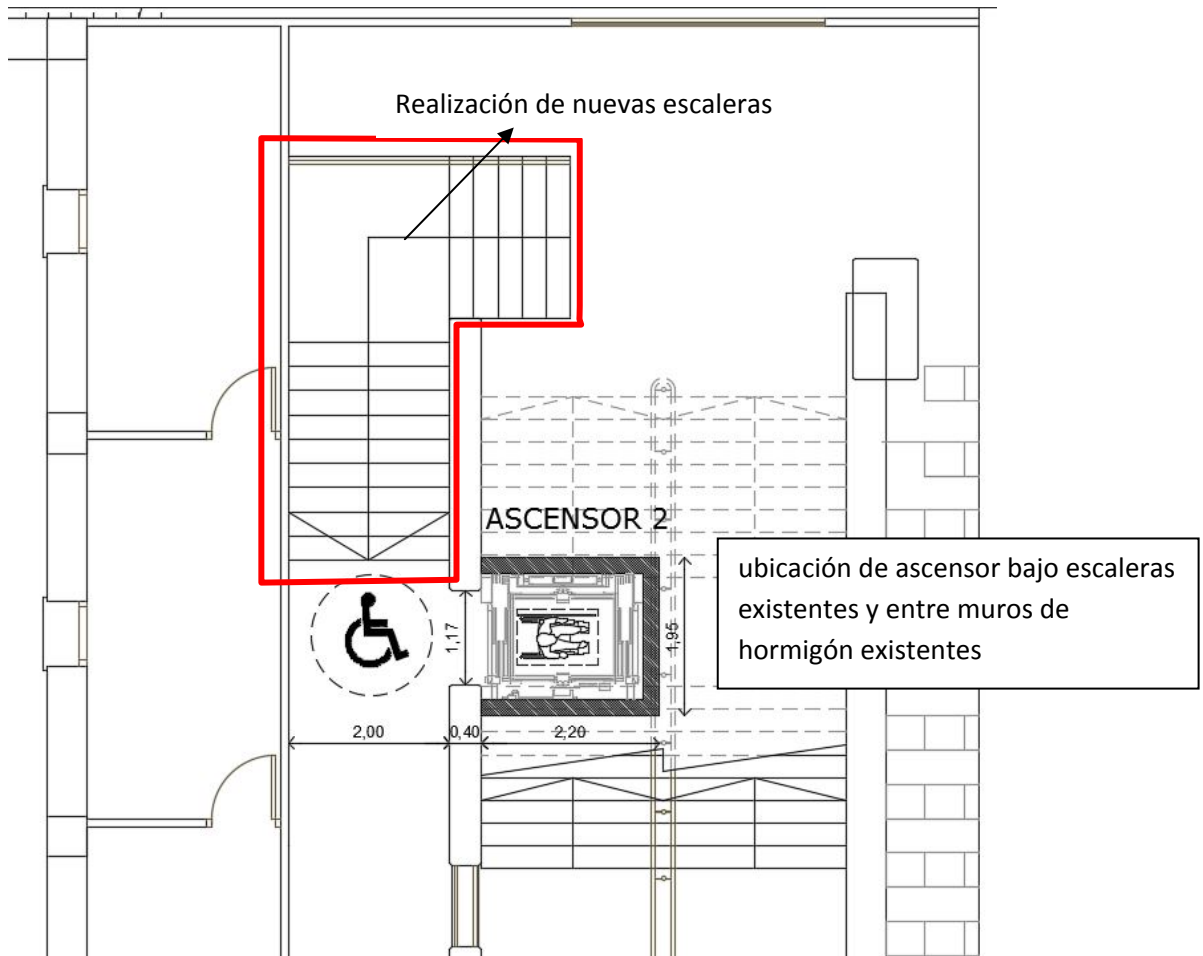 Realización de nuevas escaleras
ASCENSOR 2
ubicación de ascensor bajo escaleras
existentes y entre muros de
hormigón existentes
1,17
4,95
2,00
0,40
2,20